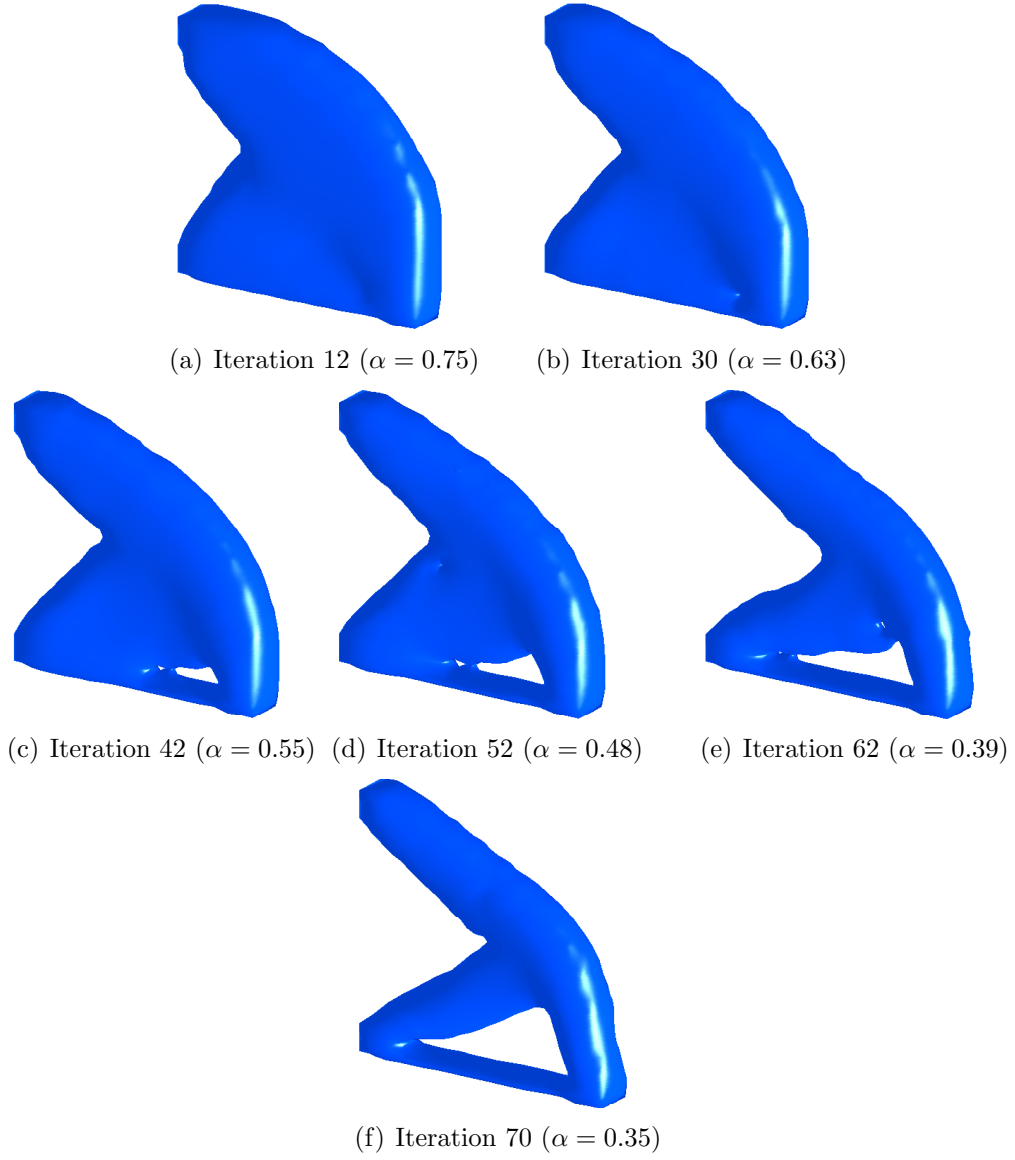 (a) Iteration 12 (α = 0.75) (b) Iteration 30 (α = 0.63)
(c) Iteration 42 (α = 0.55) (d) Iteration 52 (α = 0.48) (e) Iteration 62 (α = 0.39)
(f) Iteration 70 (α = 0.35)